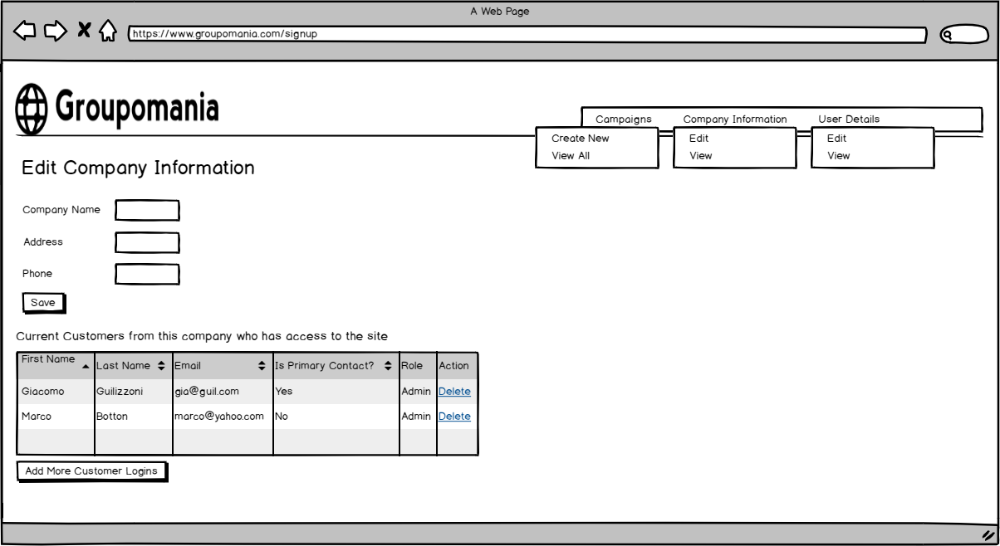 A Web Page
https://www.groupomania.com/signup
Groupomania
Campaigns Company Information User Details
Create New Edit Edit
View All View View
Edit Company Information
Company Name
Address
Phone
Save
Current Customers from this company who has access to the site
First Name Last Name Email Is Primary Contact? Role Action
Giacomo Guilizzoni gia@guil.com Yes Admin Delete
Marco Botton marco@yahoo.com No Admin Delete
Add More Customer Logins